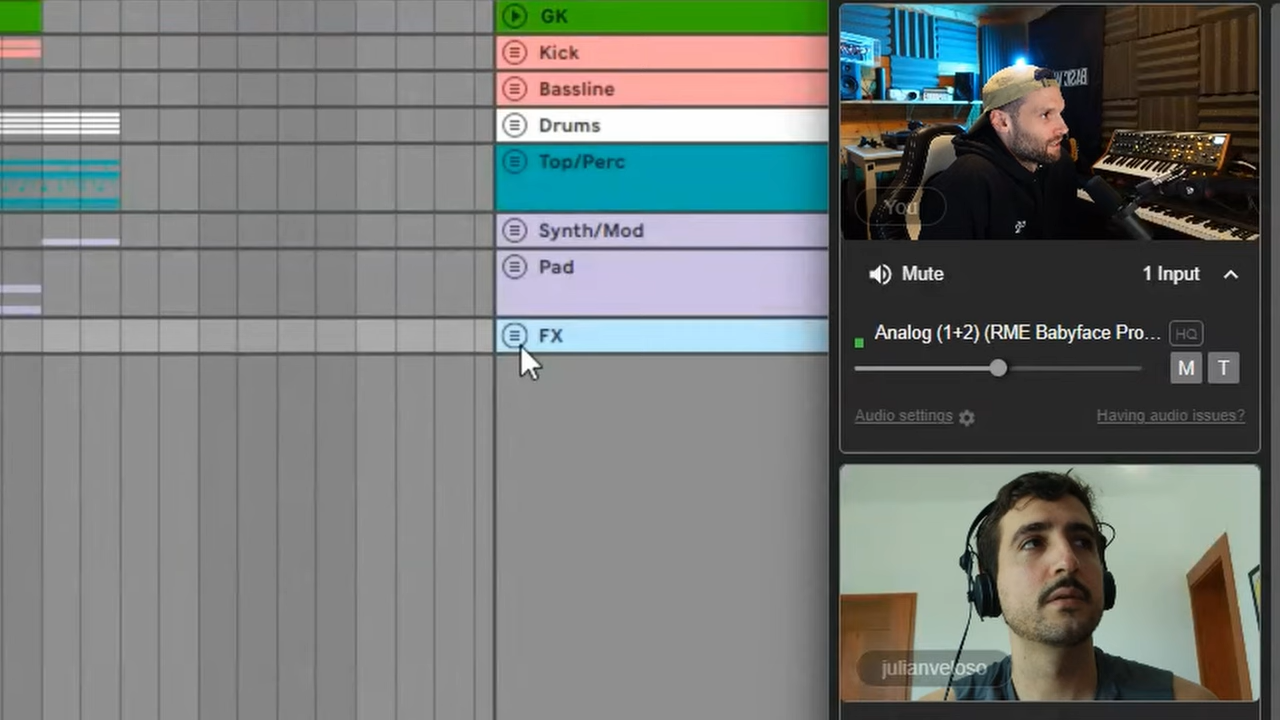 GK
Kick
Bassline
Drums
Top/Perc
Synth/Mod
Pad
FX
You
Mute
1 Input
Analog (1+2) (RME Babyface Pro...
HQ
M
T
Audio settings
Having audio issues?
julianveloso